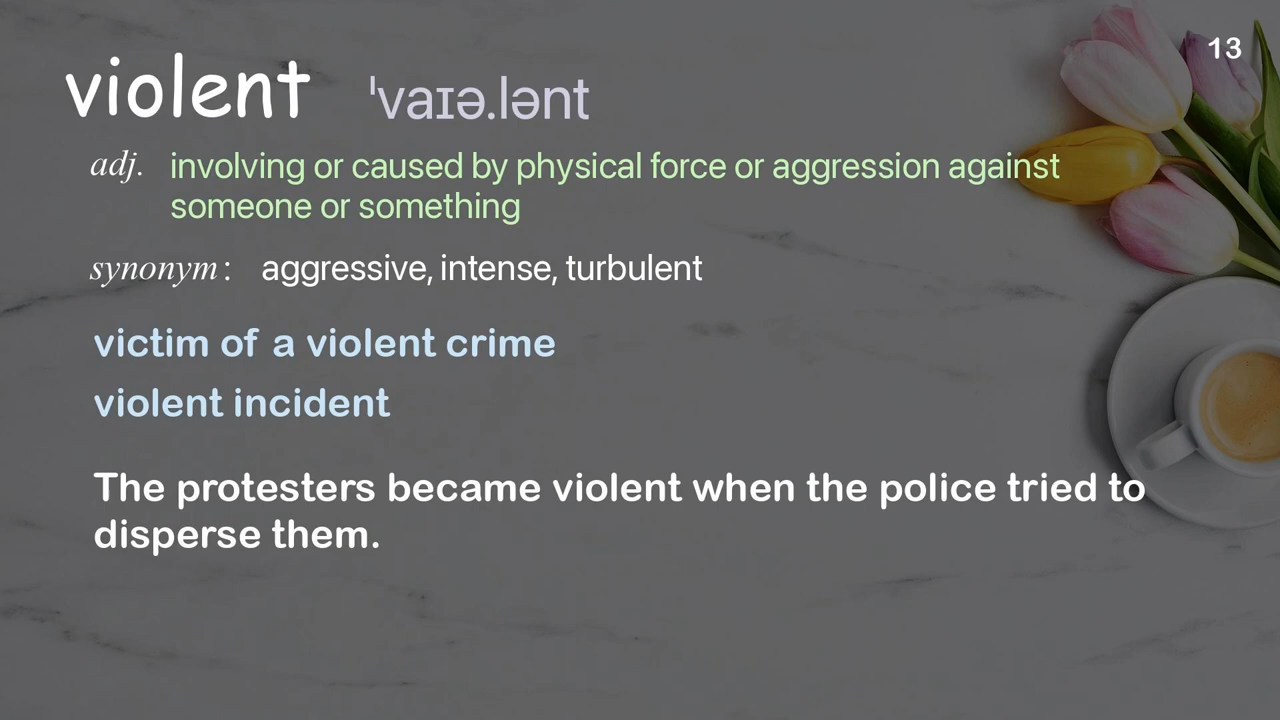 13
violent ˈvaɪə.lənt
adj. involving or caused by physical force or aggression against
someone or something
synonym: aggressive, intense, turbulent
victim of a violent crime
violent incident
The protesters became violent when the police tried to
disperse them.